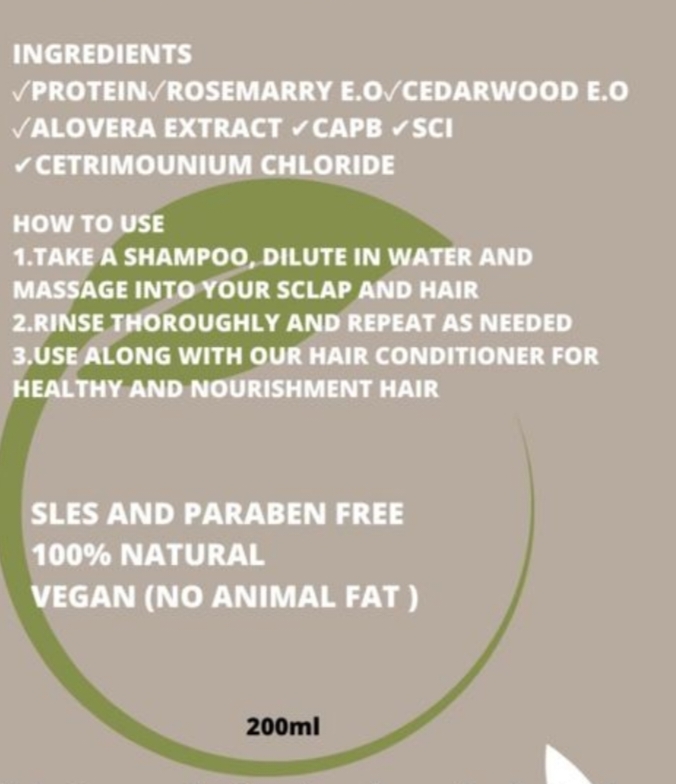 INGREDIENTS
✓PROTEIN✓ROSEMARRY E.O✓CEDARWOOD E.O
✓ALOVERA EXTRACT ✔CAPB ✔SCI
✔CETRIMOUNIUM CHLORIDE
HOW TO USE
1.TAKE A SHAMPOO, DILUTE IN WATER AND
MASSAGE INTO YOUR SCLAP AND HAIR
2.RINSE THOROUGHLY AND REPEAT AS NEEDED
3.USE ALONG WITH OUR HAIR CONDITIONER FOR
HEALTHY AND NOURISHMENT HAIR
SLES AND PARABEN FREE
100% NATURAL
VEGAN (NO ANIMAL FAT )
200ml